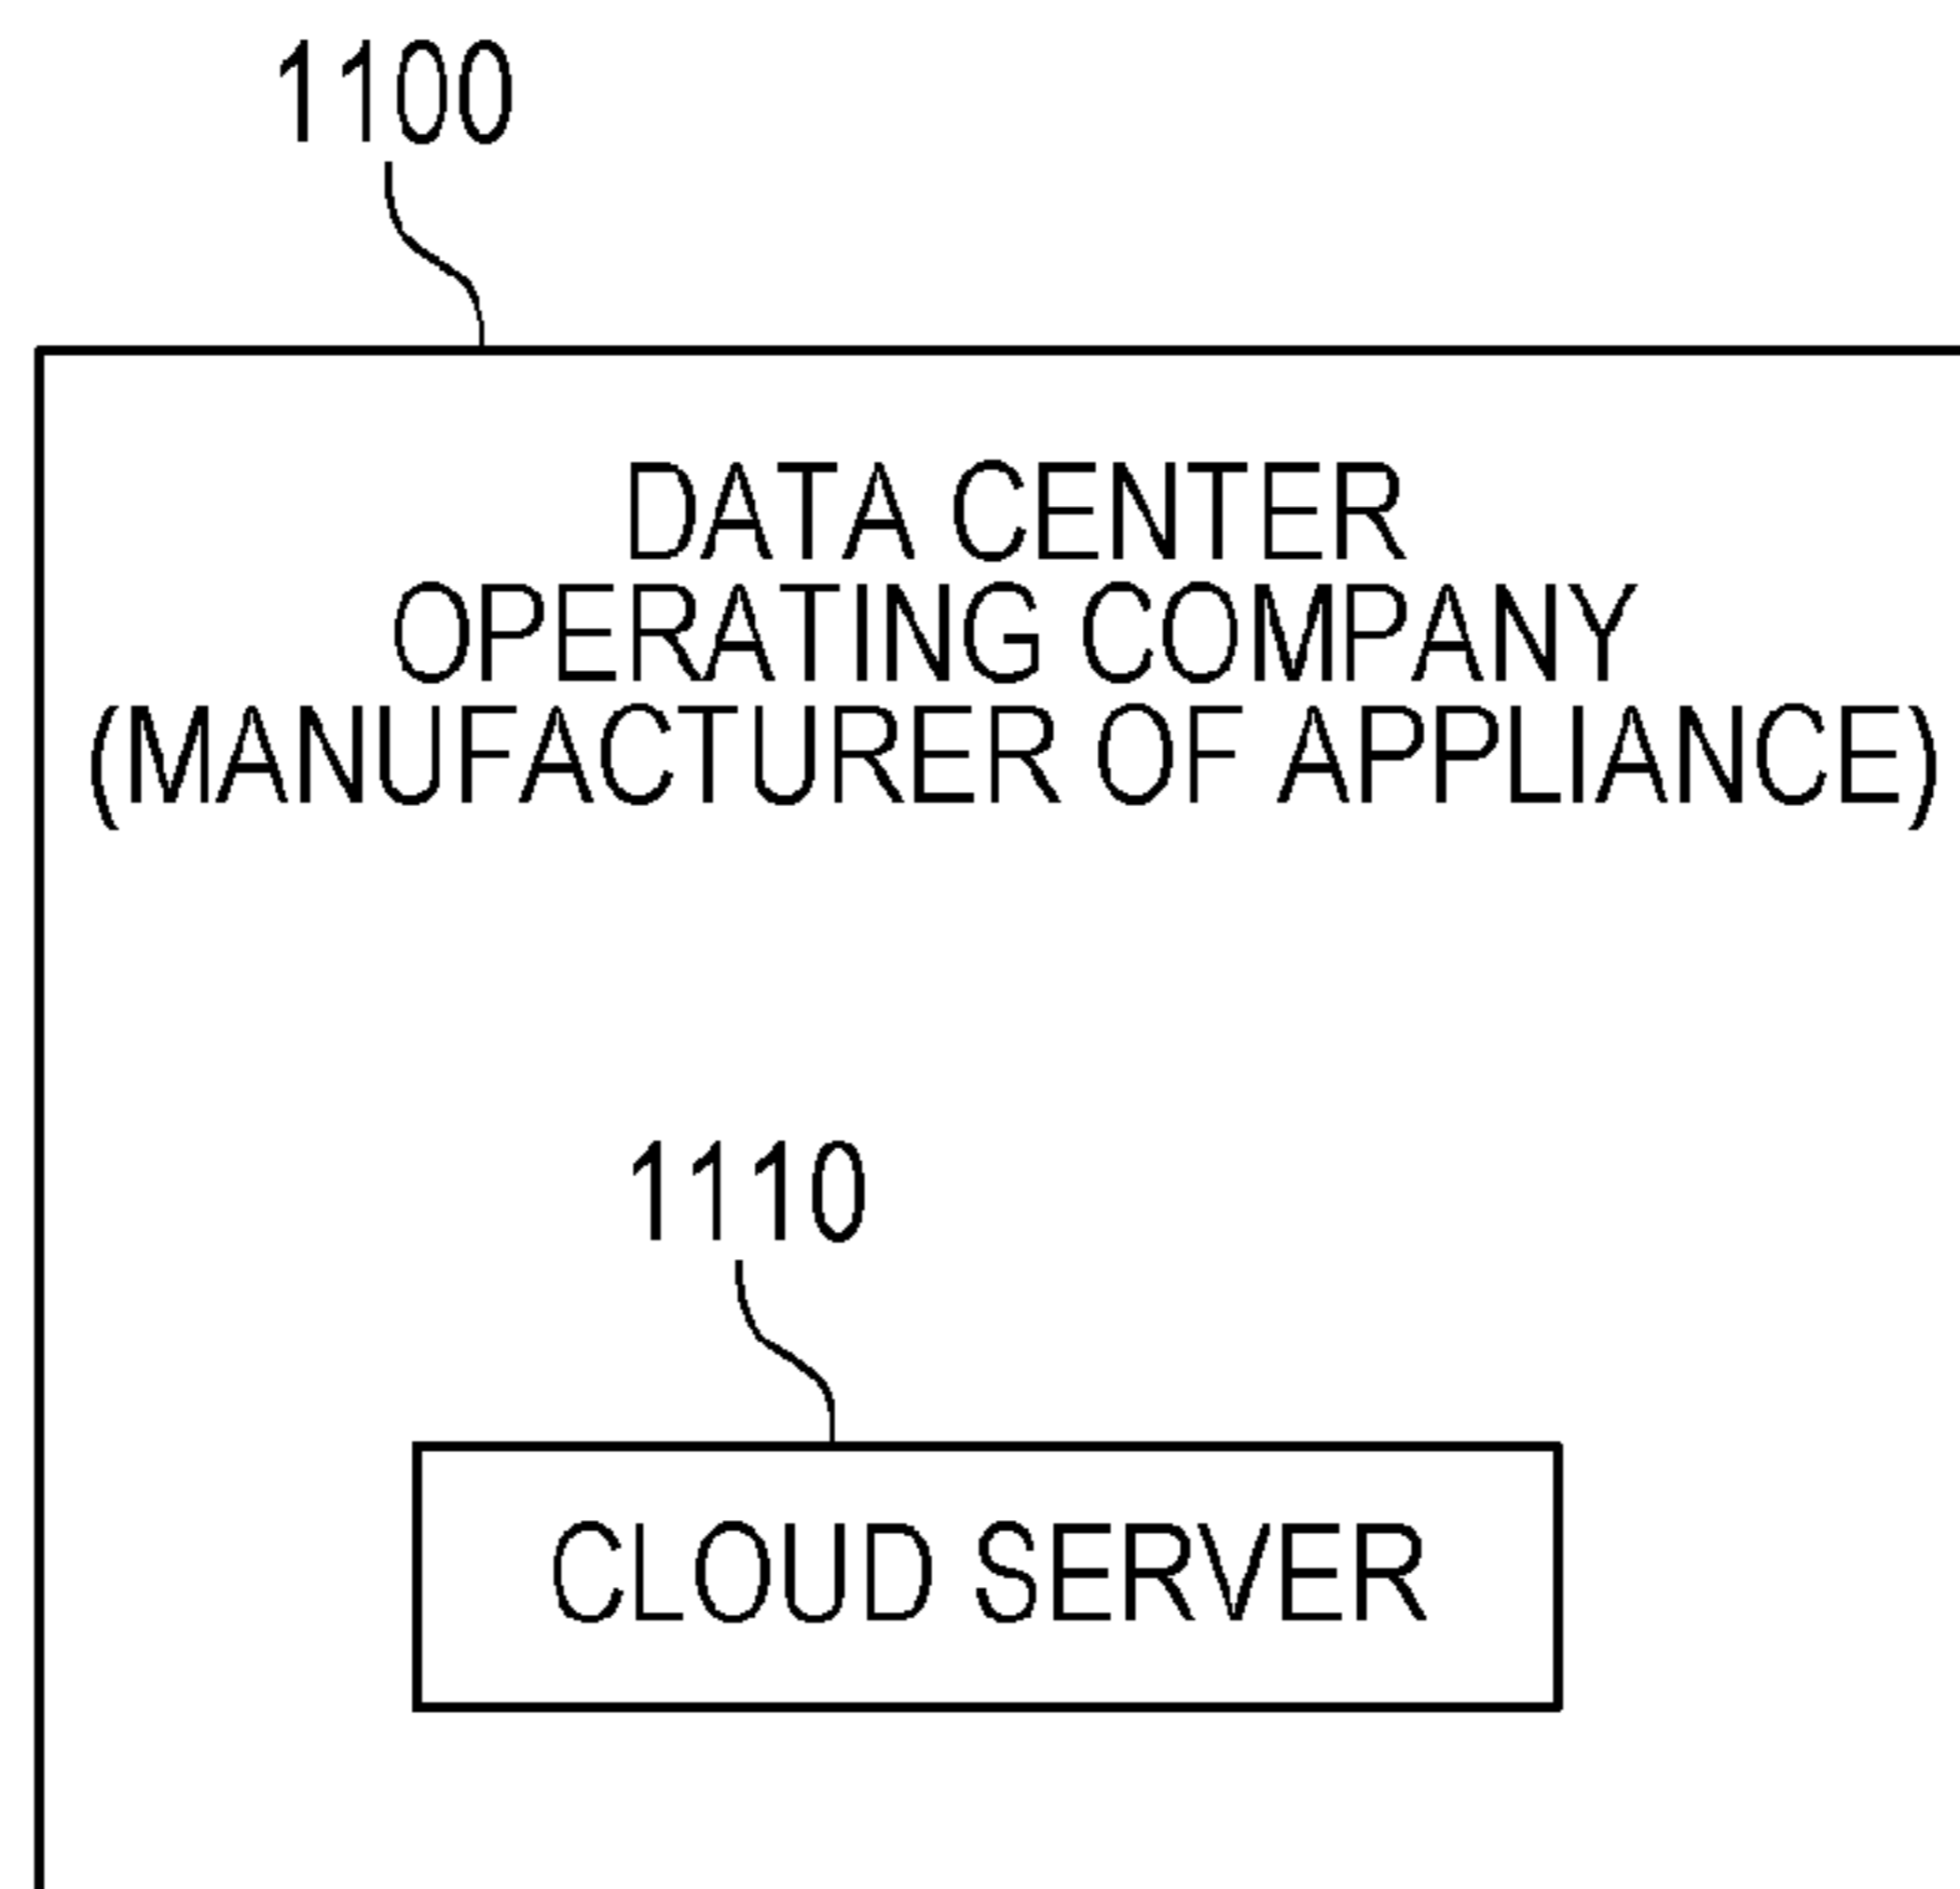 1100
DATA CENTER
OPERATING COMPANY
(MANUFACTURER OF APPLIANCE)
1110
CLOUD SERVER